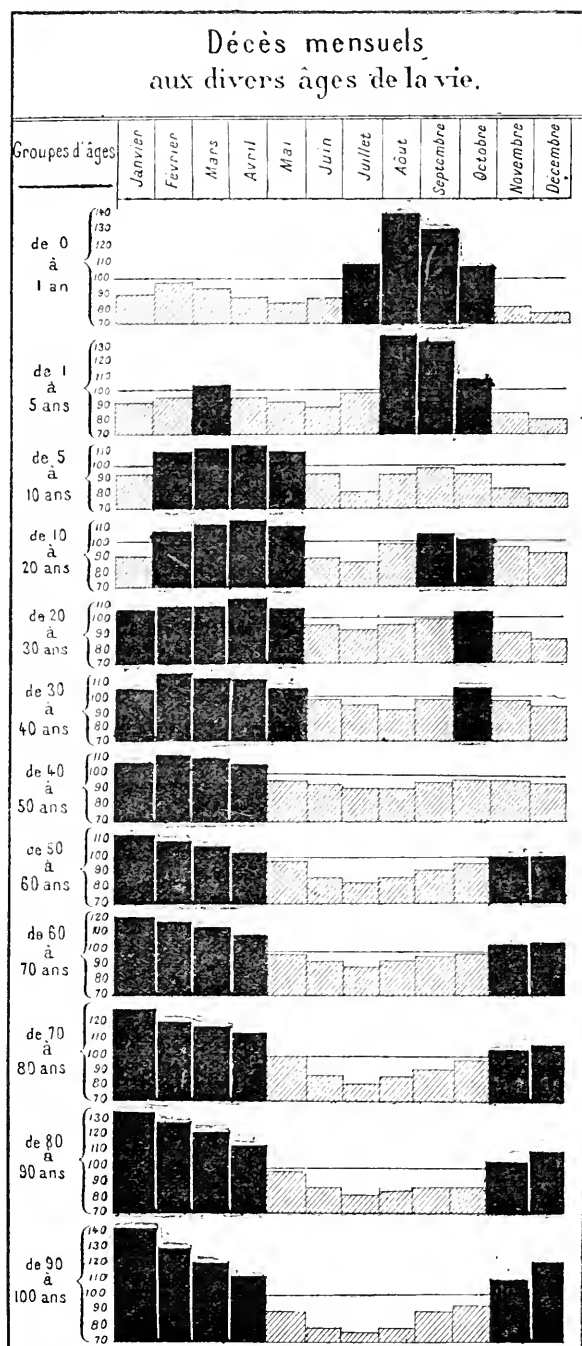 Décès mensuels
aux divers âges de la vie.
Groupes d'âges
Janvier
Février
Mars
Avril
Mai
Juin
Juillet
Aôut
Septembre
Octobre
Novembre
Décembre
de 0
à
1 an
140
130
120
110
100
90
80
70
de 1
à
5 ans
130
120
110
100
90
80
70
de 5
à
10 ans
110
100
90
80
70
de 10
à
20 ans
110
100
90
80
70
de 20
à
30 ans
110
100
90
80
70
de 30
à
40 ans
110
100
90
80
70
de 40
à
50 ans
110
100
90
80
70
de 50
à
60 ans
110
100
90
80
70
de 60
à
70 ans
120
110
100
90
80
70
de 70
à
80 ans
120
110
100
90
80
70
de 80
à
90 ans
130
120
110
100
90
80
70
de 90
à
100 ans
140
130
120
110
100
90
80
70